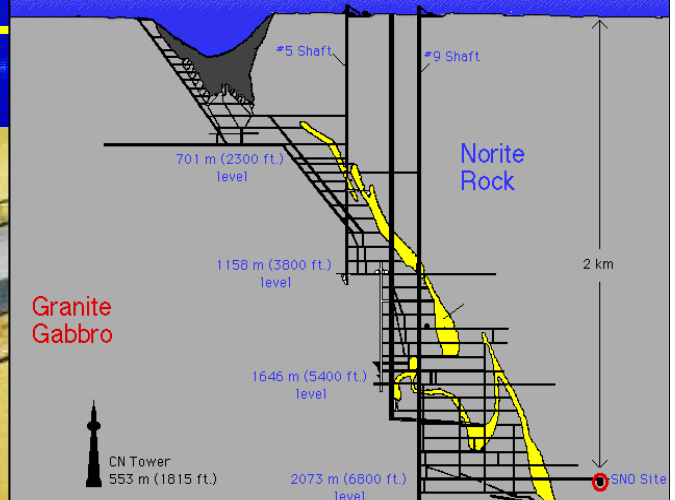 #5 Shaft
#9 Shaft
701 m (2300 ft.)
level
Norite
Rock
1158 m (3800 ft.)
level
2 km
Granite
Gabbro
1646 m (5400 ft.)
level
CN Tower
553 m (1815 ft.)
2073 m (6800 ft.)
level
SNO Site